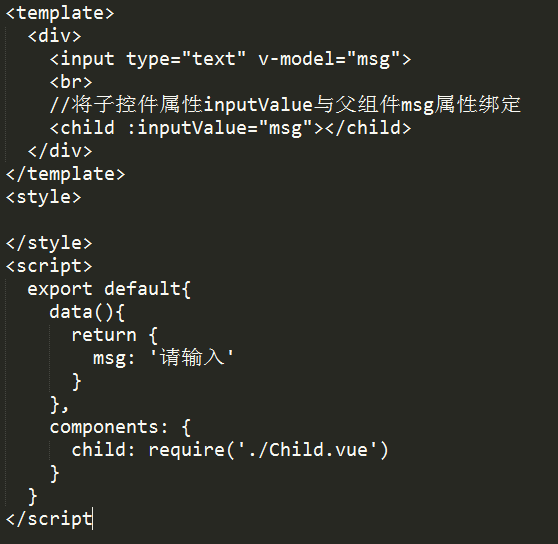 <template>
  <div>
    <input type="text" v-model="msg">
    <br>
    //将子控件属性inputValue与父组件msg属性绑定
    <child :inputValue="msg"></child>
  </div>
</template>
<style>

</style>
<script>
  export default{
    data(){
      return {
        msg: '请输入'
      }
    },
    components: {
      child: require('./Child.vue')
    }
  }
</script